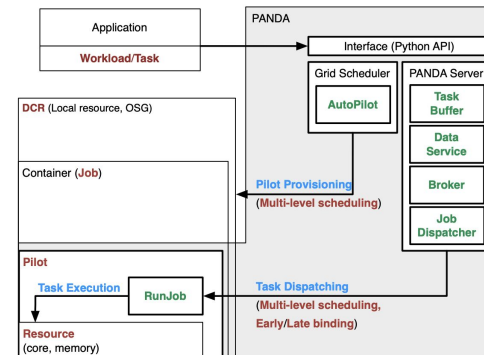 PANDA
Application
Workload/Task
Interface (Python API)
Grid Scheduler
AutoPilot
PANDA Server
Task
Buffer
Data
Service
Broker
Job
Dispatcher
DCR (Local resource, OSG)
Container (Job)
Pilot Provisioning
(Multi-level scheduling)
Pilot
Task Execution
RunJob
Task Dispatching
(Multi-level scheduling,
Early/Late binding)
Resource
(core, memory)